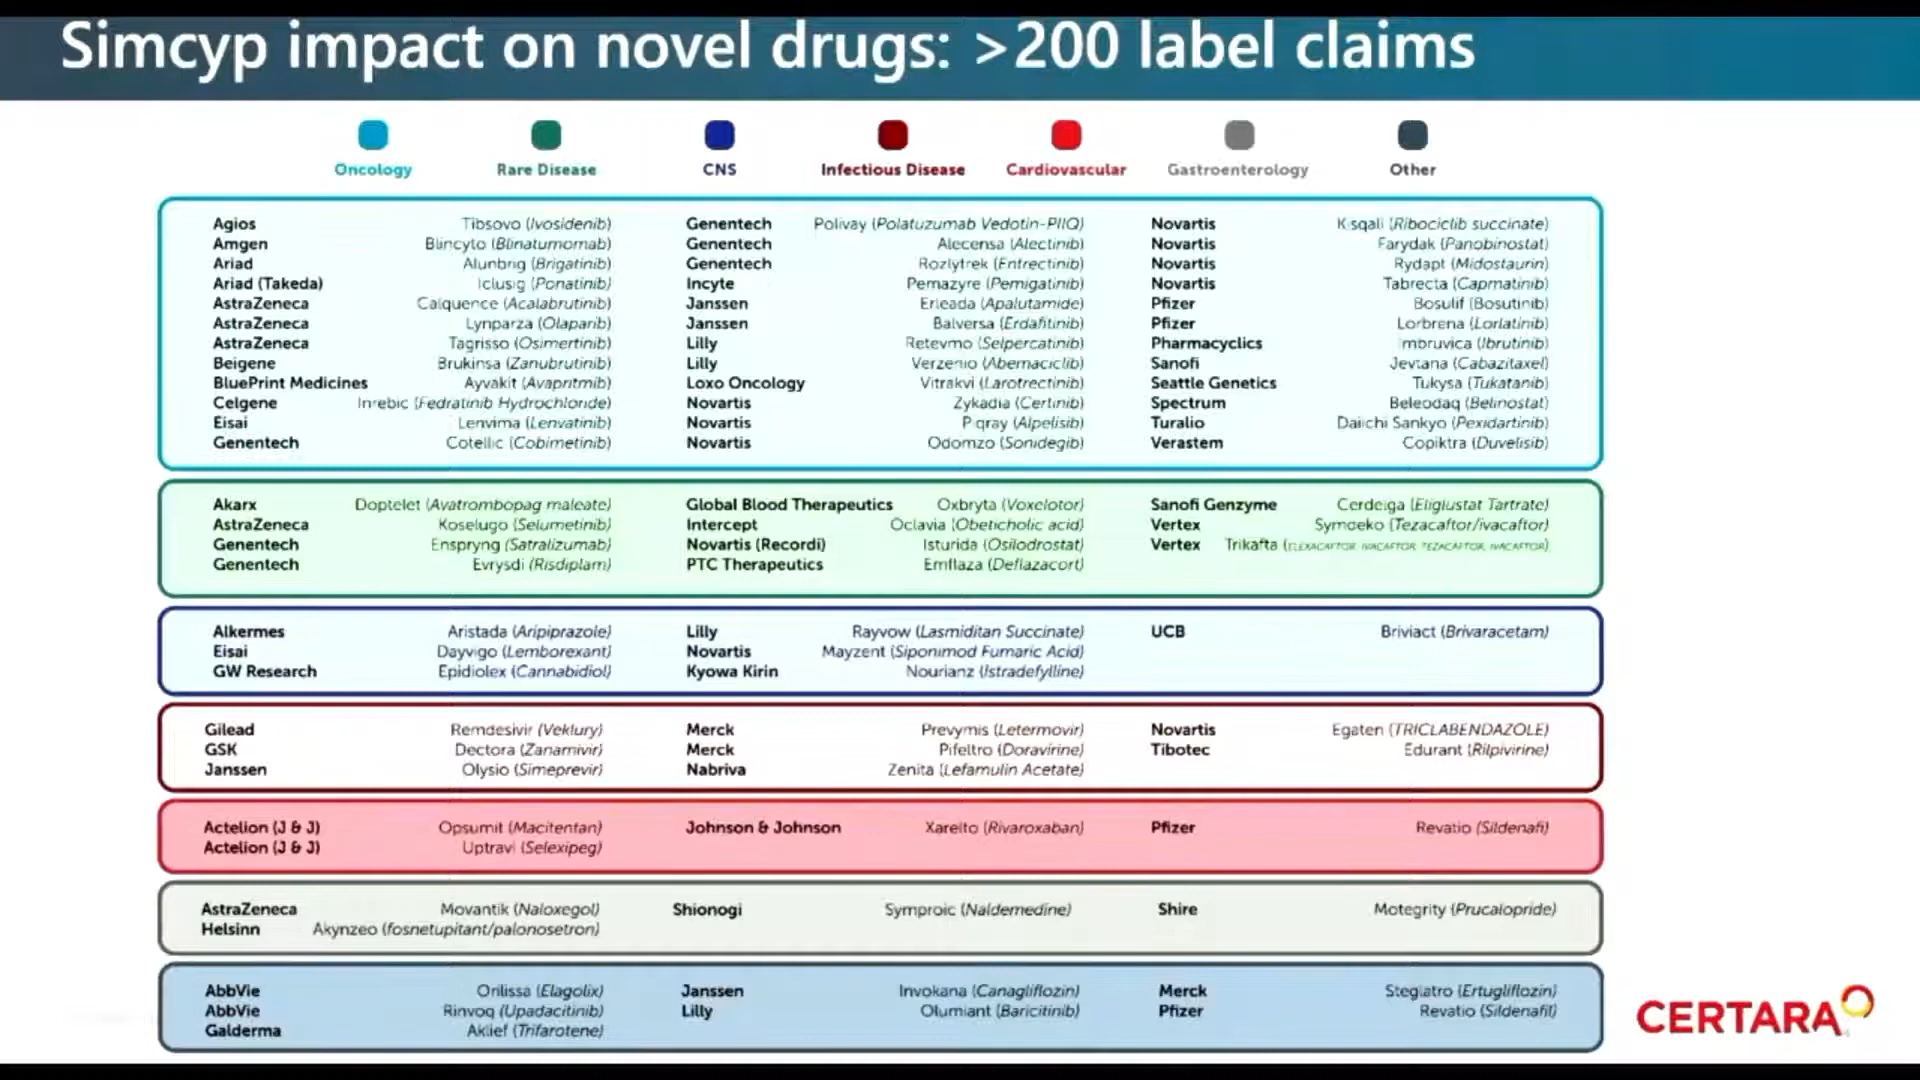 Simcyp impact on novel drugs: >200 label claims
Oncology Rare Disease CNS Infectious Disease Cardiovascular Gastroenterology Other
Agios Tibsovo (Ivosidenib) Genentech Polivay (Polatuzumab Vedotin-PIIQ) Novartis Kisqali (Ribociclib succinate)
Amgen Blincyto (Blinatumomab) Genentech Alecensa (Alectinib) Novartis Farydak (Panobinostat)
Ariad Alunbrig (Brigatinib) Genentech Rozlytrek (Entrectinib) Novartis Rydapt (Midostaurin)
Ariad (Takeda) Iclusig (Ponatinib) Incyte Pemazyre (Pemigatinib) Novartis Tabrecta (Capmatinib)
AstraZeneca Calquence (Acalabrutinib) Janssen Erleada (Apalutamide) Pfizer Bosulif (Bosutinib)
AstraZeneca Lynparza (Olaparib) Janssen Balversa (Erdafitinib) Pfizer Lorbrena (Lorlatinib)
AstraZeneca Tagrisso (Osimertinib) Lilly Retevmo (Selpercatinib) Pharmacyclics Imbruvica (Ibrutinib)
Beigene Brukinsa (Zanubrutinib) Lilly Verzenio (Abemaciclib) Sanofi Jevtana (Cabazitaxel)
BluePrint Medicines Ayvakit (Avapritmib) Loxo Oncology Vitrakvi (Larotrectinib) Seattle Genetics Tukysa (Tukatanib)
Celgene Inrebic (Fedratinib Hydrochloride) Novartis Zykadia (Certinib) Spectrum Beleodaq (Belinostat)
Eisai Lenvima (Lenvatinib) Novartis Piqray (Alpelisib) Turalio Daiichi Sankyo (Pexidartinib)
Genentech Cotellic (Cobimetinib) Novartis Odomzo (Sonidegib) Verastem Copiktra (Duvelisib)
Akarx Doptelet (Avatrombopag maleate) Global Blood Therapeutics Oxbryta (Voxelotor) Sanofi Genzyme Cerdelga (Eliglustat Tartrate)
AstraZeneca Koselugo (Selumetinib) Intercept Oclavia (Obeticholic acid) Vertex Symdeko (Tezacaftor/ivacaftor)
Genentech Enspryng (Satralizumab) Novartis (Recordi) Isturida (Osilodrostat) Vertex Trikafta (ELEXACAFTOR, IVACAFTOR, TEZACAFTOR, IVACAFTOR)
Genentech Evrysdi (Risdiplam) PTC Therapeutics Emflaza (Deflazacort)
Alkermes Aristada (Aripiprazole) Lilly Rayvow (Lasmiditan Succinate) UCB Briviact (Brivaracetam)
Eisai Dayvigo (Lemborexant) Novartis Mayzent (Siponimod Fumaric Acid)
GW Research Epidiolex (Cannabidiol) Kyowa Kirin Nourianz (Istradefylline)
Gilead Remdesivir (Veklury) Merck Prevymis (Letermovir) Novartis Egaten (TRICLABENDAZOLE)
GSK Dectora (Zanamivir) Merck Pifeltro (Doravirine) Tibotec Edurant (Rilpivirine)
Janssen Olysio (Simeprevir) Nabriva Zenita (Lefamulin Acetate)
Actelion (J & J) Opsumit (Macitentan) Johnson & Johnson Xarelto (Rivaroxaban) Pfizer Revatio (Sildenafi)
Actelion (J & J) Uptravi (Selexipeg)
AstraZeneca Movantik (Naloxegol) Shionogi Symproic (Naldemedine) Shire Motegrity (Prucalopride)
Helsinn Akynzeo (fosnetupitant/palonosetron)
AbbVie Orilissa (Elagolix) Janssen Invokana (Canagliflozin) Merck Steglatro (Ertugliflozin)
AbbVie Rinvoq (Upadacitinib) Lilly Olumiant (Baricitinib) Pfizer Revatio (Sildenafil)
Galderma Aklief (Trifarotene)
CERTARA